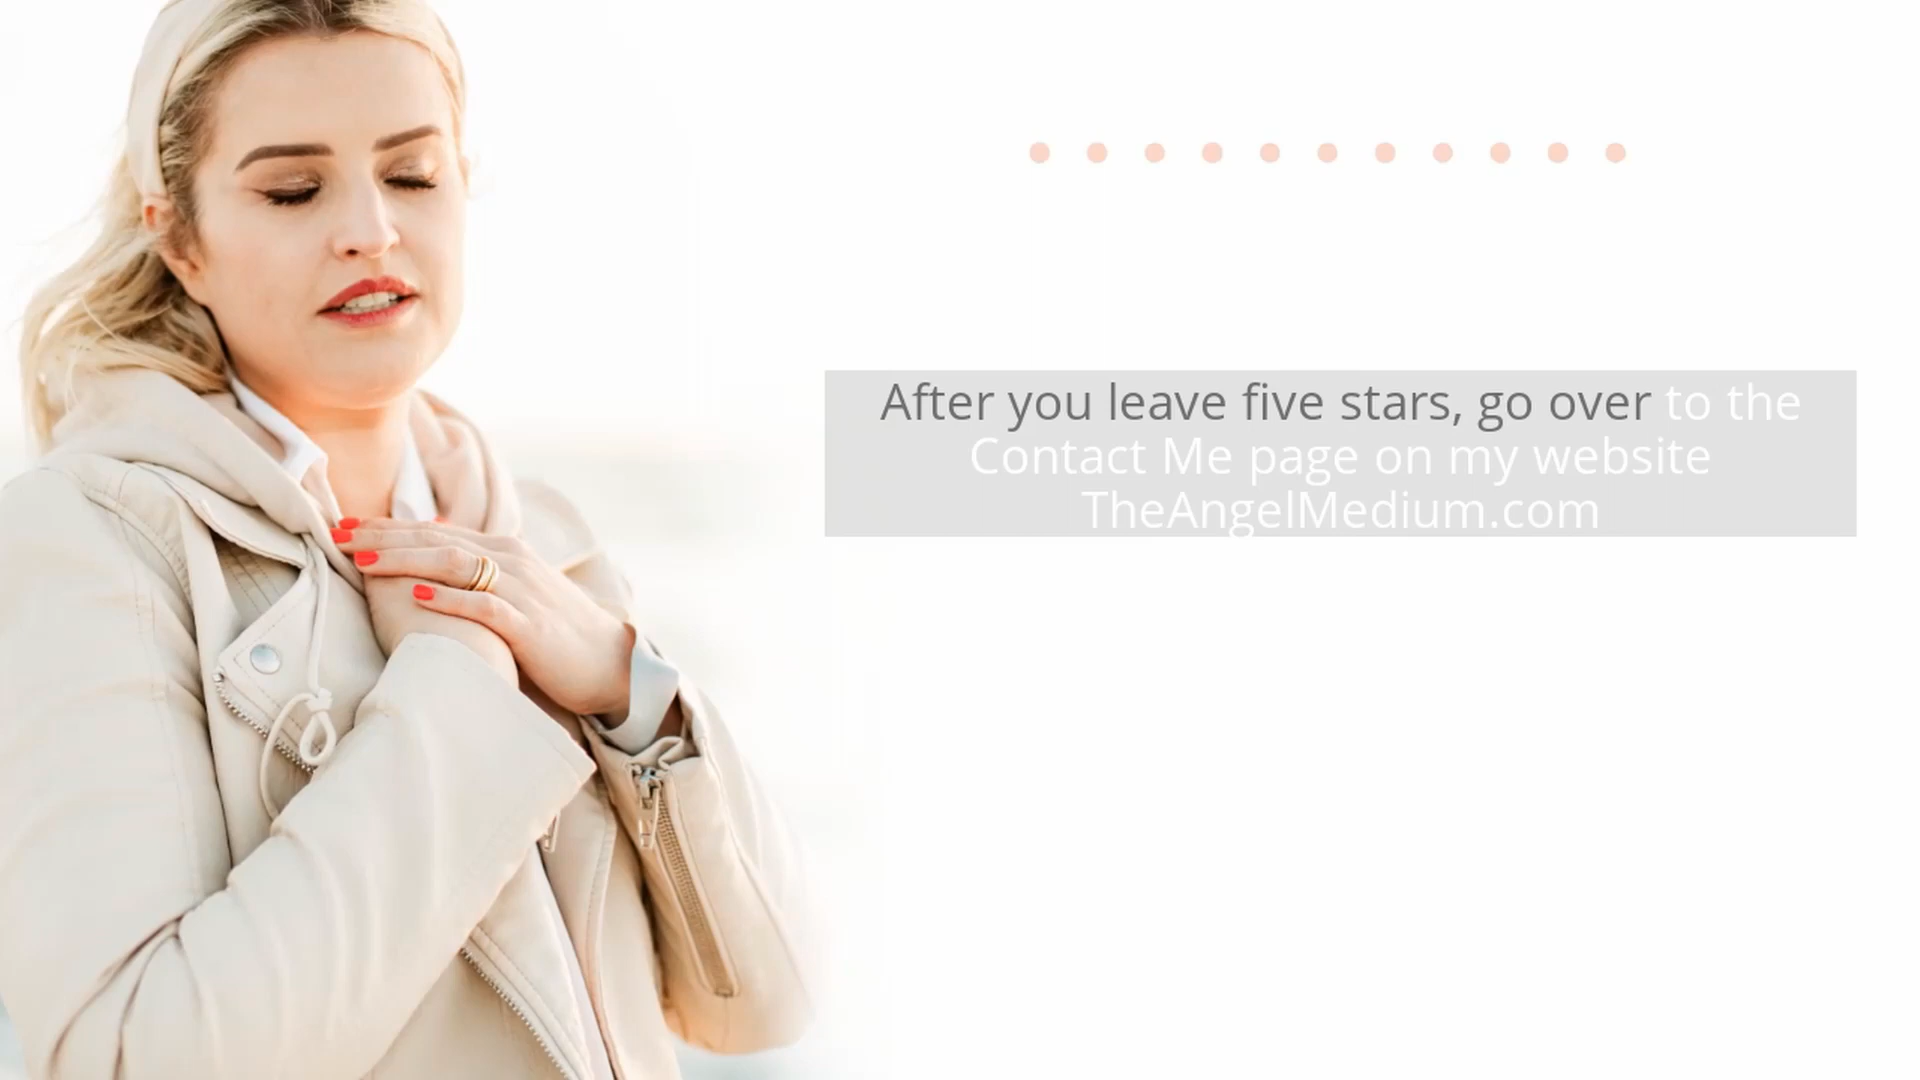 After you leave five stars, go over to the
Contact Me page on my website
TheAngelMedium.com